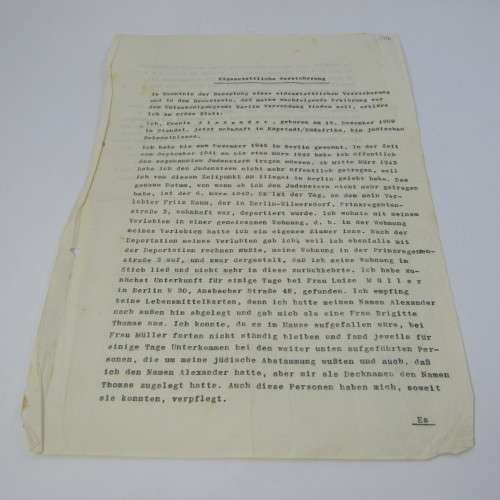 Eidesstattliche Versicherung
In Kenntnis der Bedeutung einer eidesstattlichen Versicherung
und in dem Bewusstsein, daß meine nachfolgende Erklärung vor
dem Entschädigungsamt Berlin Verwendung finden soll, erkläre
ich an Eides Statt:
Ich, A l e x a n d e r , geboren am 15. Dezember 1909
in Stendal, jetzt wohnhaft in Kapstadt/Südafrika, bin jüdischen
Ich habe bis zum November 1945 in Berlin gewohnt. In der Zeit
vom September 1941 an bis etwa März 1943 habe ich öffentlich
den sogenannten Judenstern tragen müssen. Ab Mitte März 1943
habe ich den Judenstern nicht mehr öffentlich getragen, weil
ich von diesem Zeitpunkt an illegal in Berlin gelebt habe. Das
genaue Datum, von wann ab ich den Judenstern nicht mehr getragen
habe, ist der 6. März 1943. Es ist der Tag, an dem mein Ver-
lobter Fritz Hamm, der in Berlin-Wilmersdorf, Prinzregenten-
straße 2, wohnhaft war, deportiert wurde. Ich wohnte mit meinem
Verlobten in einer gemeinsamen Wohnung, d. h. in der Wohnung
meines Verlobten hatte ich ein eigenes Zimmer inne. Nach der
Deportation meines Verlobten gab ich, weil ich ebenfalls mit
der Deportation rechnen mußte, meine Wohnung in der Prinzregenten-
straße 2 auf, und zwar dergestalt, daß ich meine Wohnung im
Stich ließ und nicht mehr in diese zurückkehrte. Ich habe zu-
nächst Unterkunft für einige Tage bei Frau Luise M ü l l e r
in Berlin W 30, Ansbacher Straße 48, gefunden. Ich empfing
keine Lebensmittelkarten, denn ich hatte meinen Namen Alexander
nach außen hin abgelegt und gab mich als eine Frau Brigitte
Thomas aus. Ich konnte, da es im Hause aufgefallen wäre, bei
Frau Müller fortan nicht ständig bleiben und fand jeweils für
einige Tage Unterkommen bei den weiter unten aufgeführten Per-
sonen, die um meine jüdische Abstammung wußten und auch, daß
ich den Namen Alexander hatte, aber mir als Decknamen den Namen
Thomas zugelegt hatte. Auch diese Personen haben mich, soweit
sie konnten, verpflegt.
Es